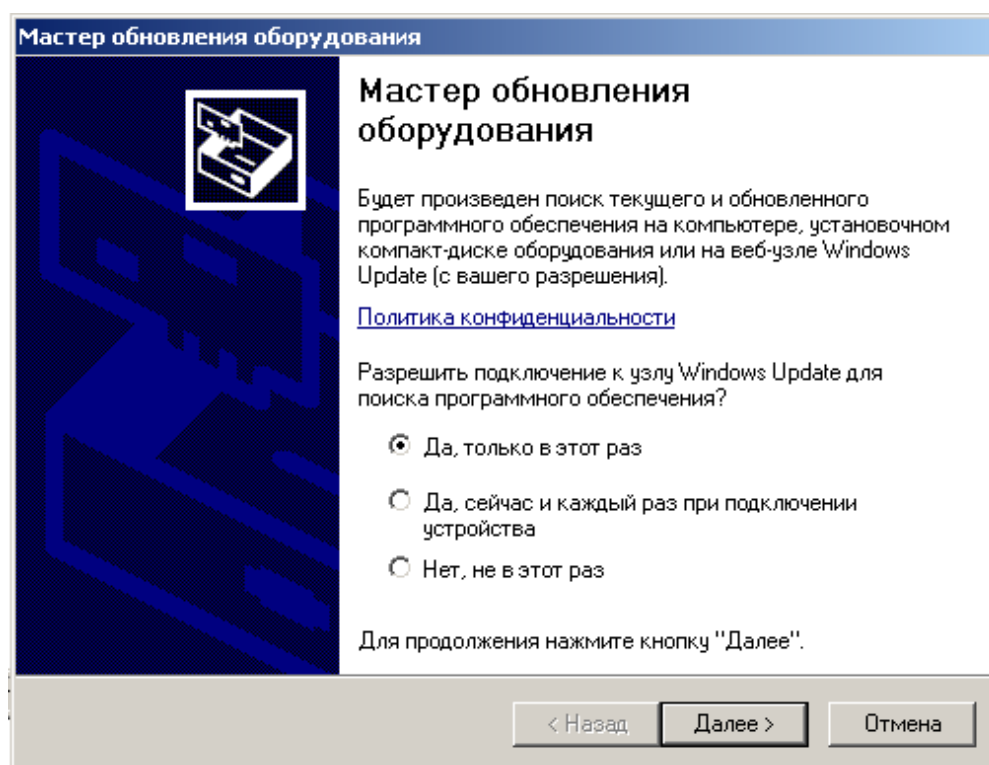 Мастер обновления оборудования
Мастер обновления
оборудования
Будет произведен поиск текущего и обновленного
программного обеспечения на компьютере, установочном
компакт-диске оборудования или на веб-узле Windows
Update (с вашего разрешения).
Политика конфиденциальности
Разрешить подключение к узлу Windows Update для
поиска программного обеспечения?
Да, только в этот раз
Да, сейчас и каждый раз при подключении
устройства
Нет, не в этот раз
Для продолжения нажмите кнопку "Далее".
< Назад Далее > Отмена